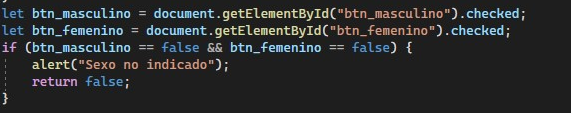 let btn_masculino = document.getElementById("btn_masculino").checked;
let btn_femenino = document.getElementById("btn_femenino").checked;
if (btn_masculino == false && btn_femenino == false) {
    alert("Sexo no indicado");
    return false;
}